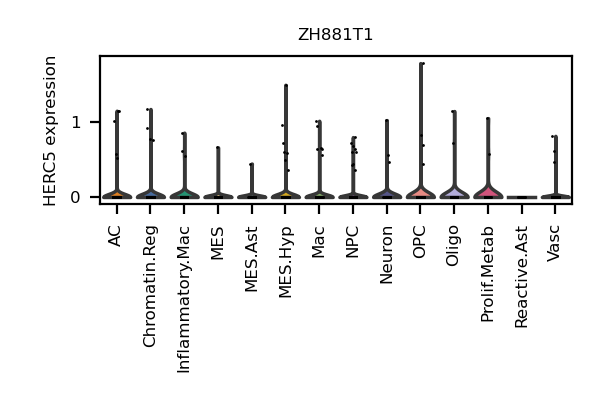 ZH881T1
HERC5 expression
1
0
AC
Chromatin.Reg
Inflammatory.Mac
MES
MES.Ast
MES.Hyp
Mac
NPC
Neuron
OPC
Oligo
Prolif.Metab
Reactive.Ast
Vasc